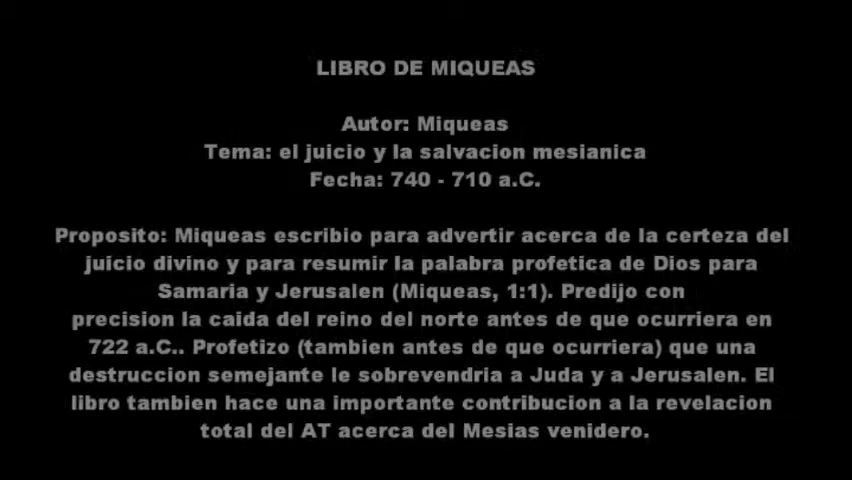 LIBRO DE MIQUEAS
Autor: Miqueas
Tema: el juicio y la salvacion mesianica
Fecha: 740 - 710 a.C.
Proposito: Miqueas escribio para advertir acerca de la certeza del
juicio divino y para resumir la palabra profetica de Dios para
Samaria y Jerusalen (Miqueas, 1:1). Predijo con
precision la caida del reino del norte antes de que ocurriera en
722 a.C.. Profetizo (tambien antes de que ocurriera) que una
destruccion semejante le sobrevendria a Juda y a Jerusalen. El
libro tambien hace una importante contribucion a la revelacion
total del AT acerca del Mesias venidero.